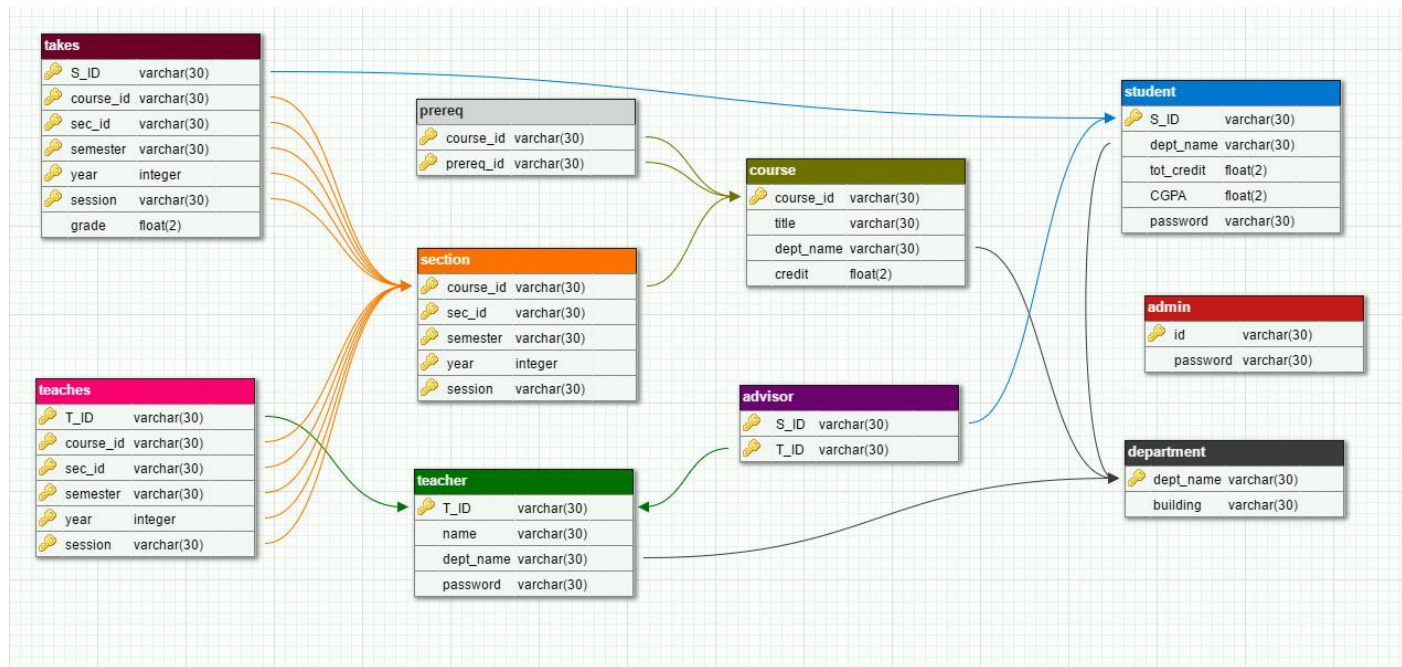 takes
S_ID varchar(30)
course_id varchar(30)
sec_id varchar(30)
semester varchar(30)
year integer
session varchar(30)
grade float(2)
prereq
course_id varchar(30)
prereq_id varchar(30)
course
course_id varchar(30)
title varchar(30)
dept_name varchar(30)
credit float(2)
student
S_ID varchar(30)
dept_name varchar(30)
tot_credit float(2)
CGPA float(2)
password varchar(30)
section
course_id varchar(30)
sec_id varchar(30)
semester varchar(30)
year integer
session varchar(30)
admin
id varchar(30)
password varchar(30)
teaches
T_ID varchar(30)
course_id varchar(30)
sec_id varchar(30)
semester varchar(30)
year integer
session varchar(30)
teacher
T_ID varchar(30)
name varchar(30)
dept_name varchar(30)
password varchar(30)
advisor
S_ID varchar(30)
T_ID varchar(30)
department
dept_name varchar(30)
building varchar(30)